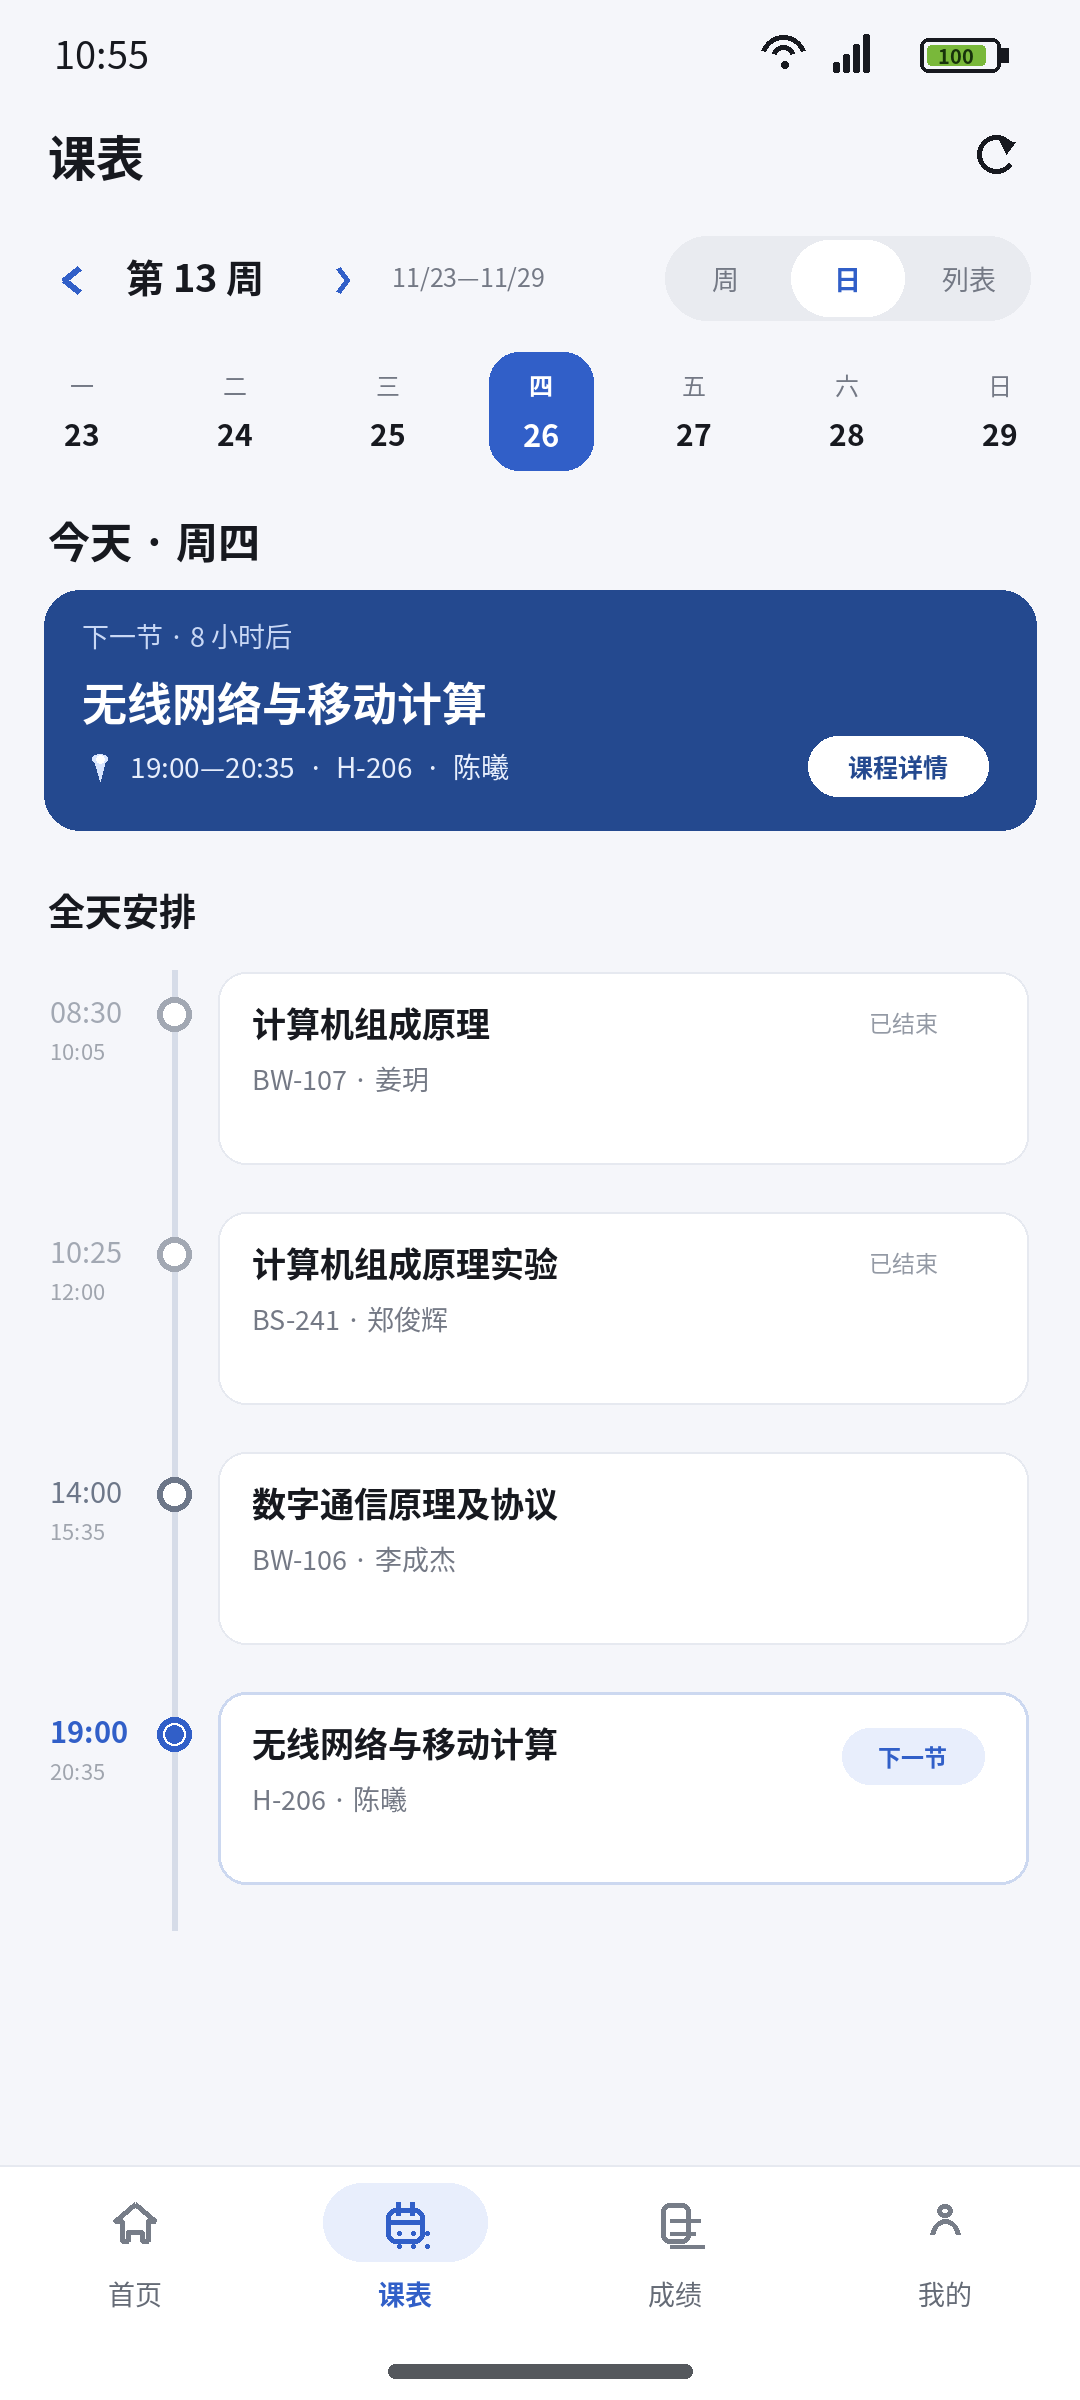 10:55
100
课表
第 13 周
11/23—11/29
周 日 列表
一 二 三 四 五 六 日
23 24 25 26 27 28 29
今天 · 周四
下一节 · 8 小时后
无线网络与移动计算
19:00—20:35 · H-206 · 陈曦
课程详情
全天安排
08:30
10:05
计算机组成原理
已结束
BW-107 · 姜玥
10:25
12:00
计算机组成原理实验
已结束
BS-241 · 郑俊辉
14:00
15:35
数字通信原理及协议
BW-106 · 李成杰
19:00
20:35
无线网络与移动计算
下一节
H-206 · 陈曦
首页 课表 成绩 我的